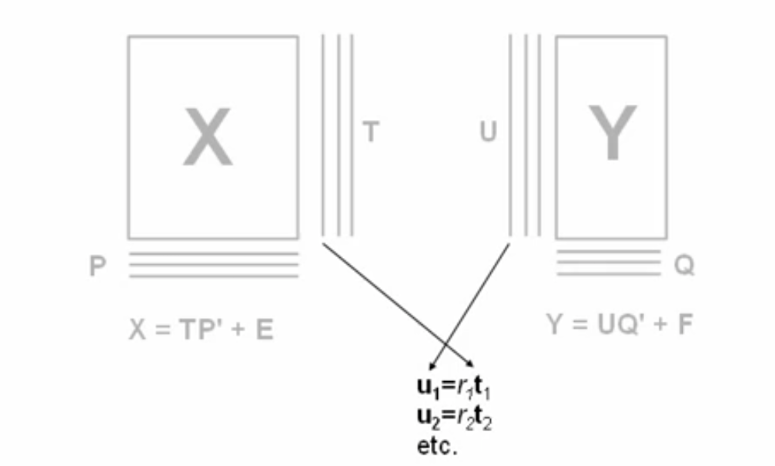 X
T
U
Y
P
Q
X = TP' + E
Y = UQ' + F
u₁=r₁t₁
u₂=r₂t₂
etc.